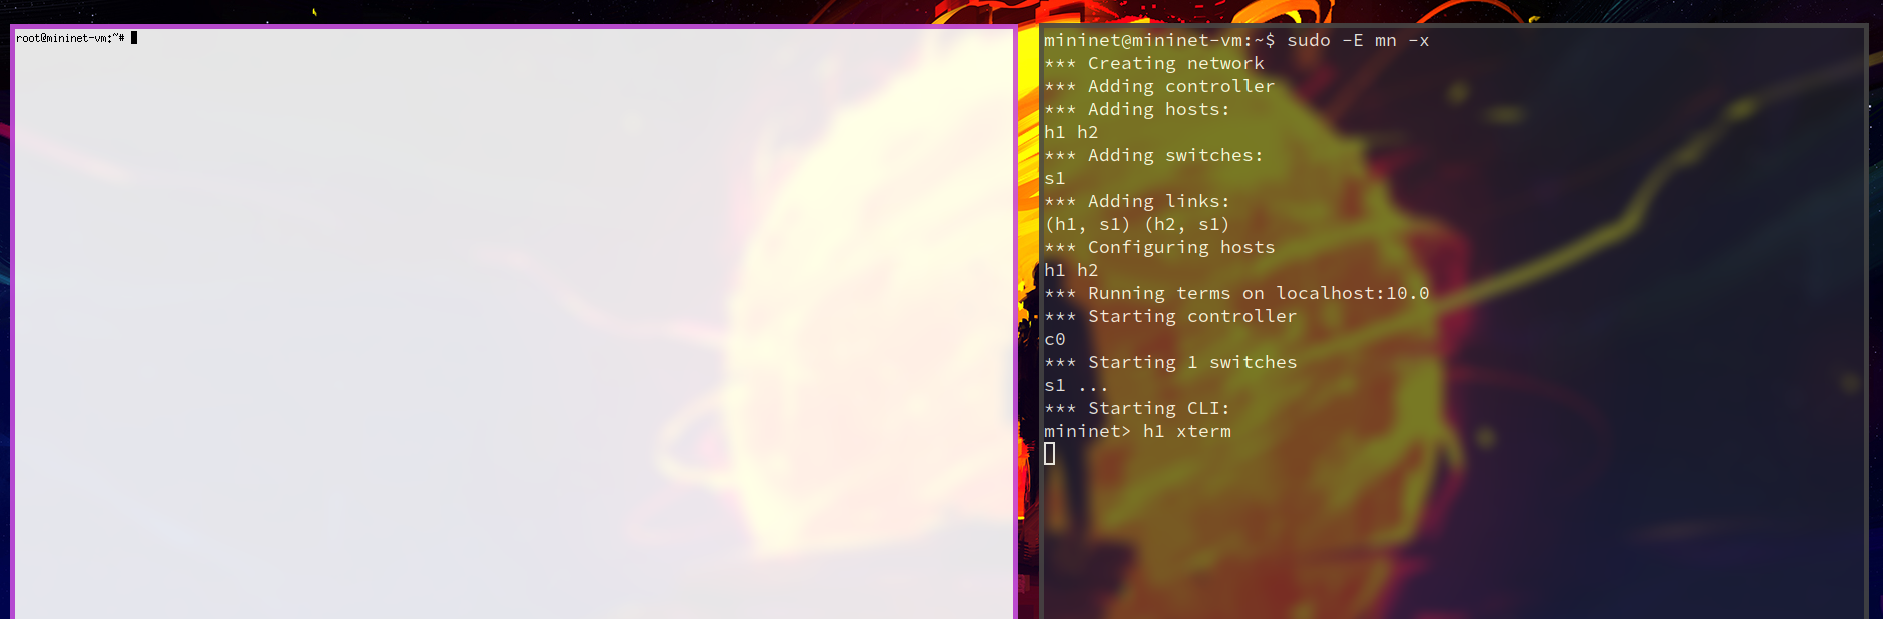 root@mininet-vm:~#
mininet@mininet-vm:~$ sudo -E mn -x
*** Creating network
*** Adding controller
*** Adding hosts:
h1 h2
*** Adding switches:
s1
*** Adding links:
(h1, s1) (h2, s1)
*** Configuring hosts
h1 h2
*** Running terms on localhost:10.0
*** Starting controller
c0
*** Starting 1 switches
s1 ...
*** Starting CLI:
mininet> h1 xterm